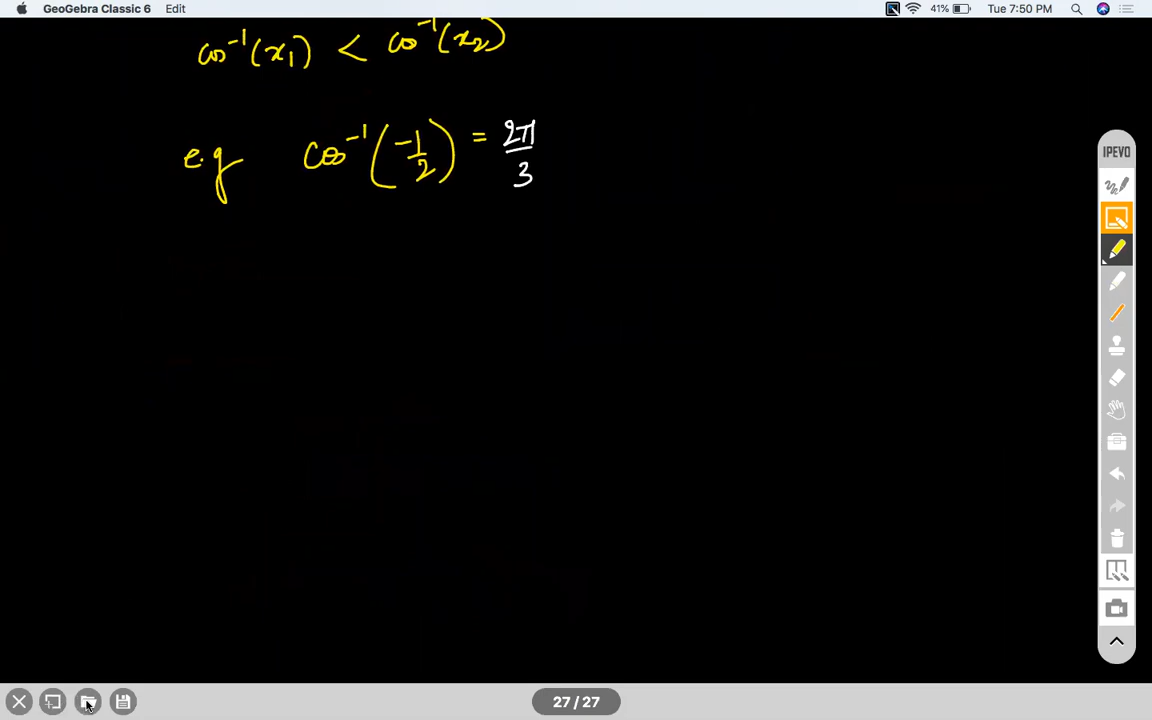 GeoGebra Classic 6 Edit 41% Tue 7:50 PM
cos⁻¹(x₁) < cos⁻¹(x₂)
e.g cos⁻¹(-1/2) = 2π/3
IPEVO
27 / 27